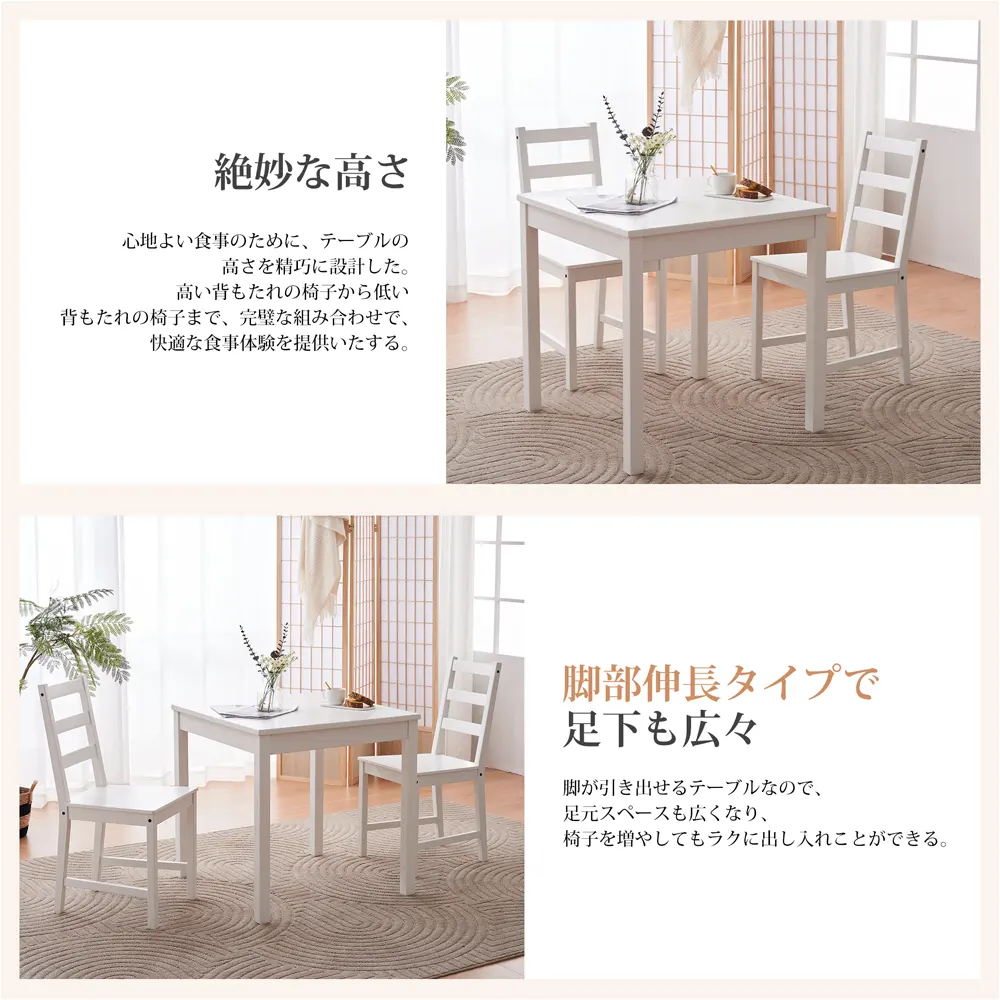 絶妙な高さ
心地よい食事のために、テーブルの
高さを精巧に設計した。
高い背もたれの椅子から低い
背もたれの椅子まで、完璧な組み合わせで、
快適な食事体験を提供いたする。
脚部伸長タイプで
足下も広々
脚が引き出せるテーブルなので、
足元スペースも広くなり、
椅子を増やしてもラクに出し入れことができる。